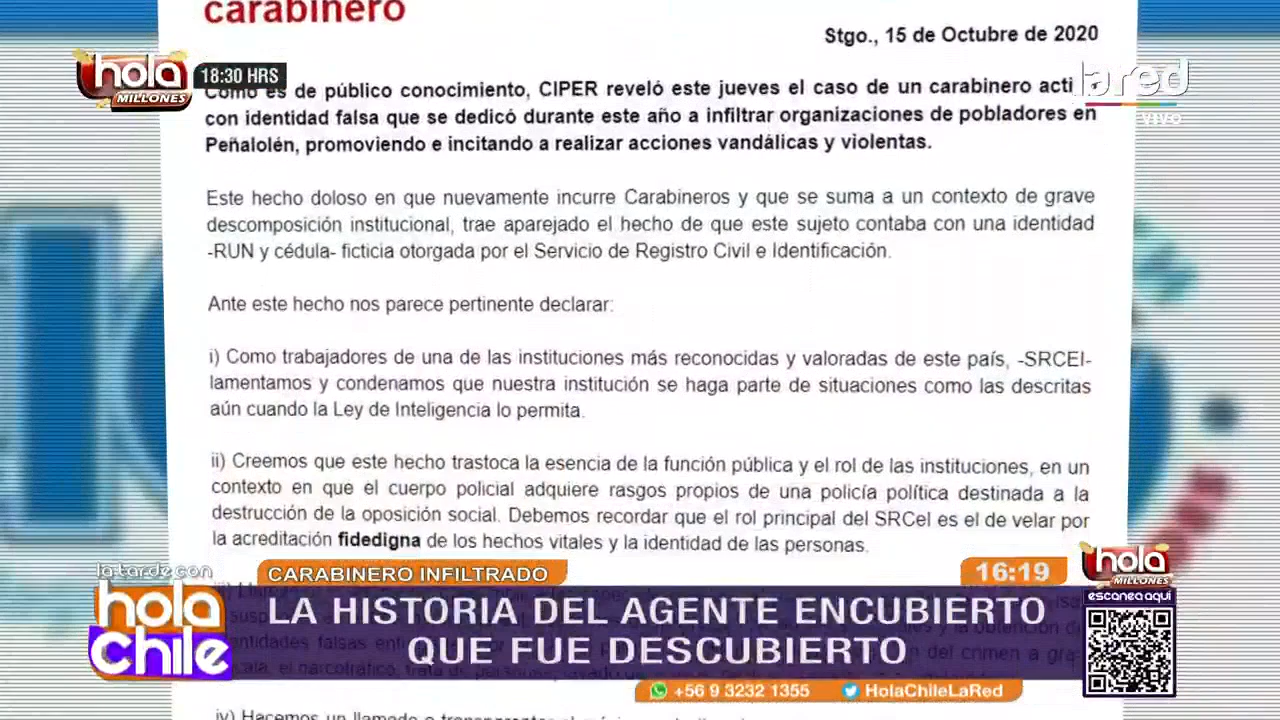 carabinero
Stgo., 15 de Octubre de 2020
hola
MILLONES
18:30 HRS
la red
vivo
Como es de público conocimiento, CIPER reveló este jueves el caso de un carabinero acti
con identidad falsa que se dedicó durante este año a infiltrar organizaciones de pobladores en
Peñalolén, promoviendo e incitando a realizar acciones vandálicas y violentas.
Este hecho doloso en que nuevamente incurre Carabineros y que se suma a un contexto de grave
descomposición institucional, trae aparejado el hecho de que este sujeto contaba con una identidad
-RUN y cédula- ficticia otorgada por el Servicio de Registro Civil e Identificación.
Ante este hecho nos parece pertinente declarar:
i) Como trabajadores de una de las instituciones más reconocidas y valoradas de este país, -SRCEI-
lamentamos y condenamos que nuestra institución se haga parte de situaciones como las descritas
aún cuando la Ley de Inteligencia lo permita.
ii) Creemos que este hecho trastoca la esencia de la función pública y el rol de las instituciones, en un
contexto en que el cuerpo policial adquiere rasgos propios de una policía política destinada a la
destrucción de la oposición social. Debemos recordar que el rol principal del SRCeI es el de velar por
la acreditación fidedigna de los hechos vitales y la identidad de las personas.
la tarde con
hola
chile
CARABINERO INFILTRADO
16:19
LA HISTORIA DEL AGENTE ENCUBIERTO
QUE FUE DESCUBIERTO
hola
MILLONES
escanea aquí
+56 9 3232 1355
HolaChileLaRed
iv) Hacemos un llamado a transparentar el